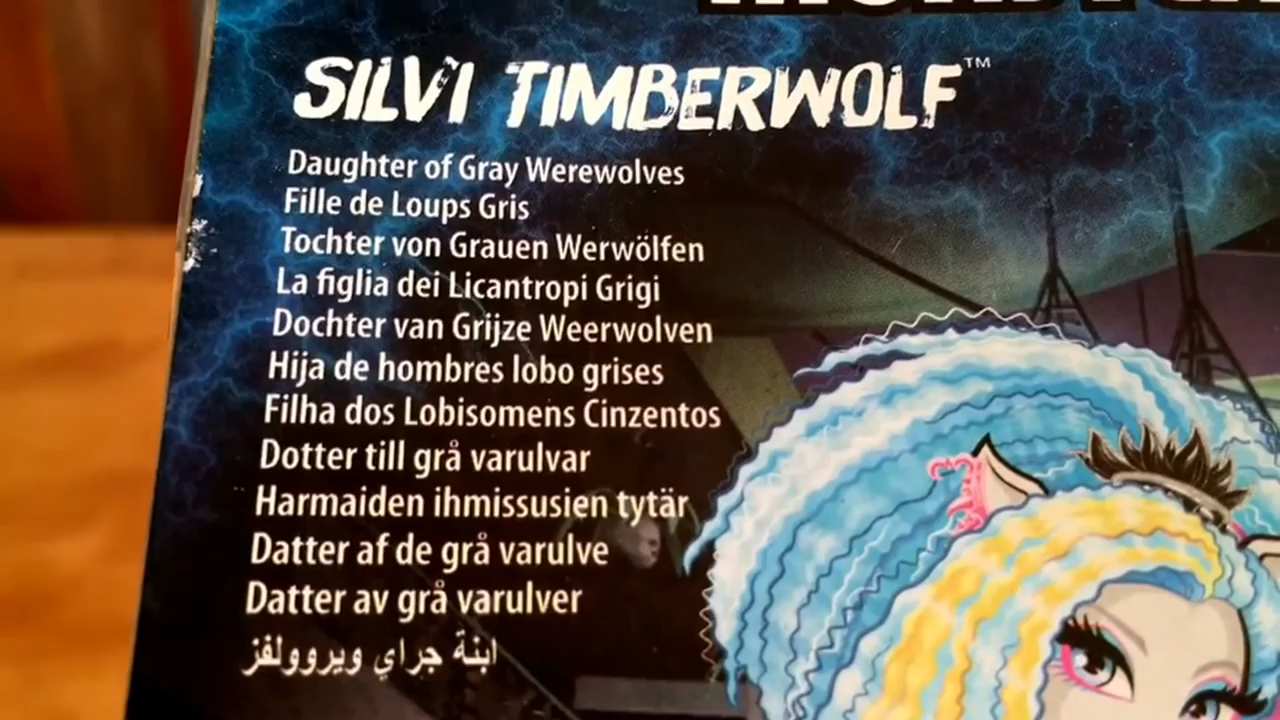 SILVI TIMBERWOLF™
Daughter of Gray Werewolves
Fille de Loups Gris
Tochter von Grauen Werwölfen
La figlia dei Licantropi Grigi
Dochter van Grijze Weerwolven
Hija de hombres lobo grises
Filha dos Lobisomens Cinzentos
Dotter till grå varulvar
Harmaiden ihmissusien tytär
Datter af de grå varulve
Datter av grå varulver
ابنة جراي ويروولفز